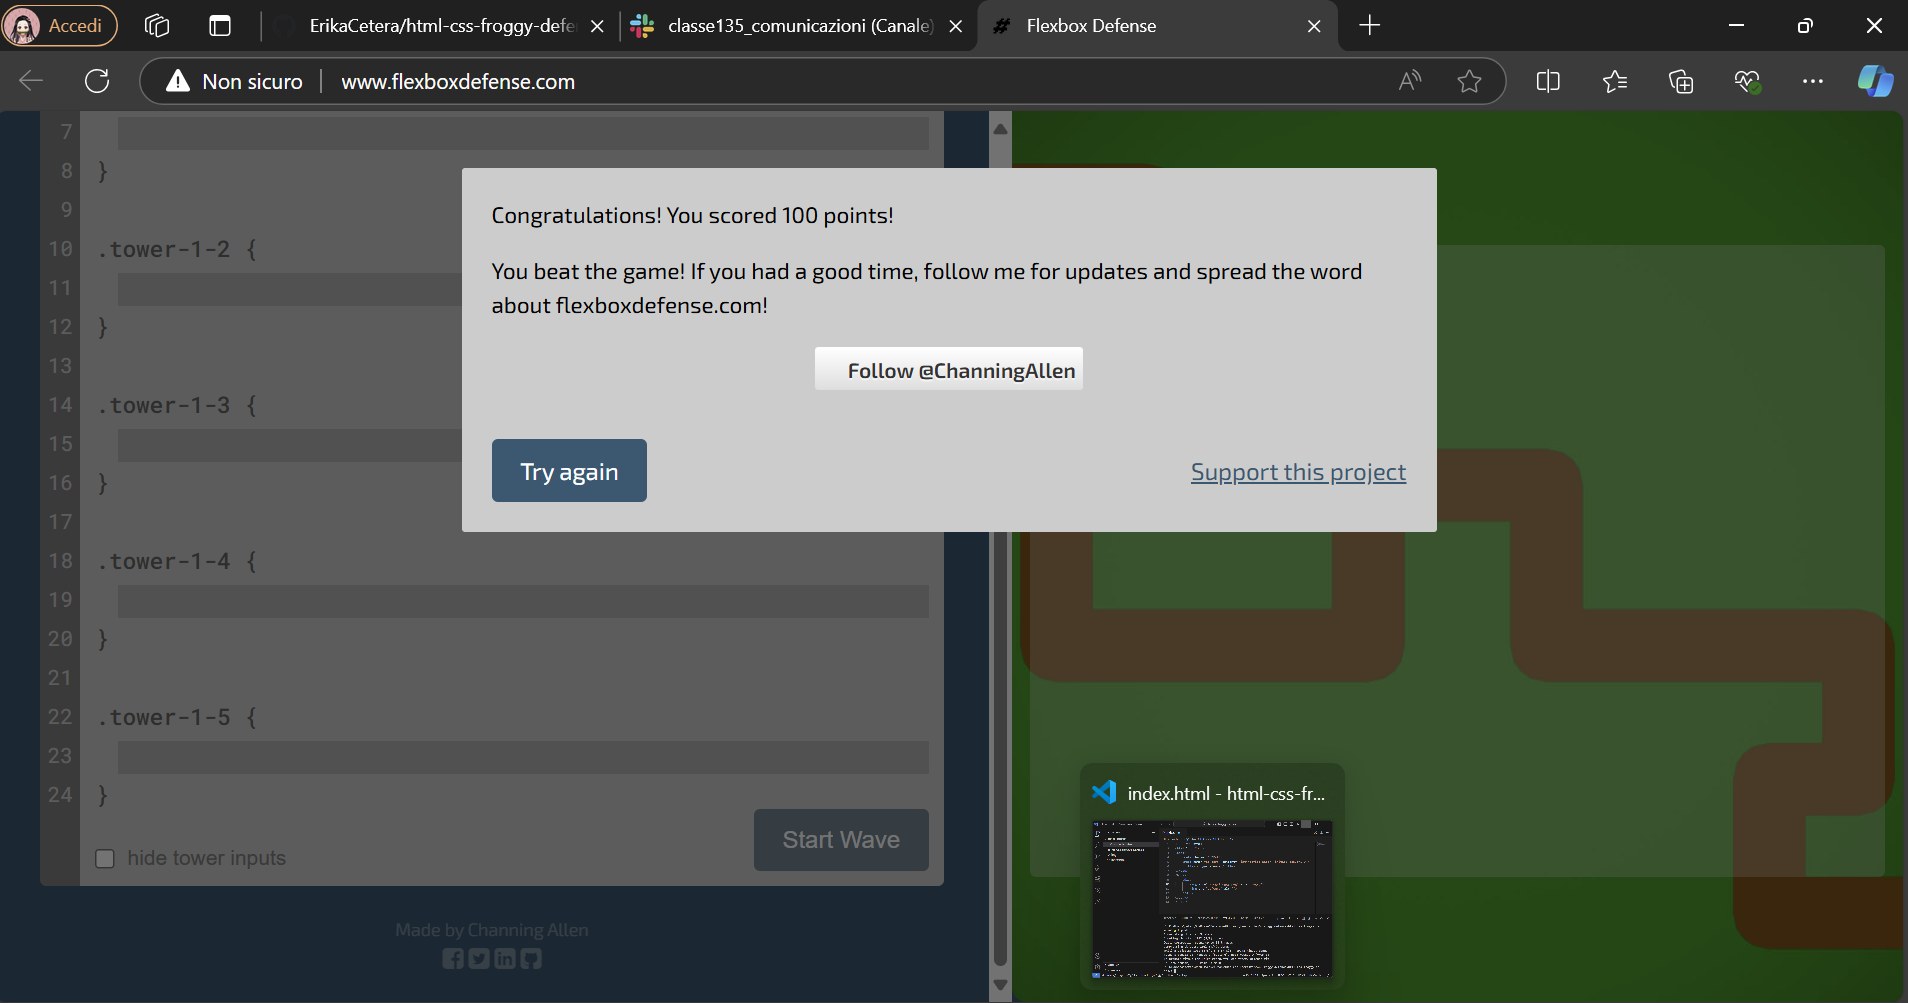 Accedi
ErikaCetera/html-css-froggy-defe
classe135_comunicazioni (Canale)
Flexbox Defense
Non sicuro
www.flexboxdefense.com
7
8 }
9
10 .tower-1-2 {
11
12 }
13
14 .tower-1-3 {
15
16 }
17
18 .tower-1-4 {
19
20 }
21
22 .tower-1-5 {
23
24 }
hide tower inputs
Start Wave
Made by Channing Allen
Congratulations! You scored 100 points!
You beat the game! If you had a good time, follow me for updates and spread the word
about flexboxdefense.com!
Follow @ChanningAllen
Try again
Support this project
index.html - html-css-fr...